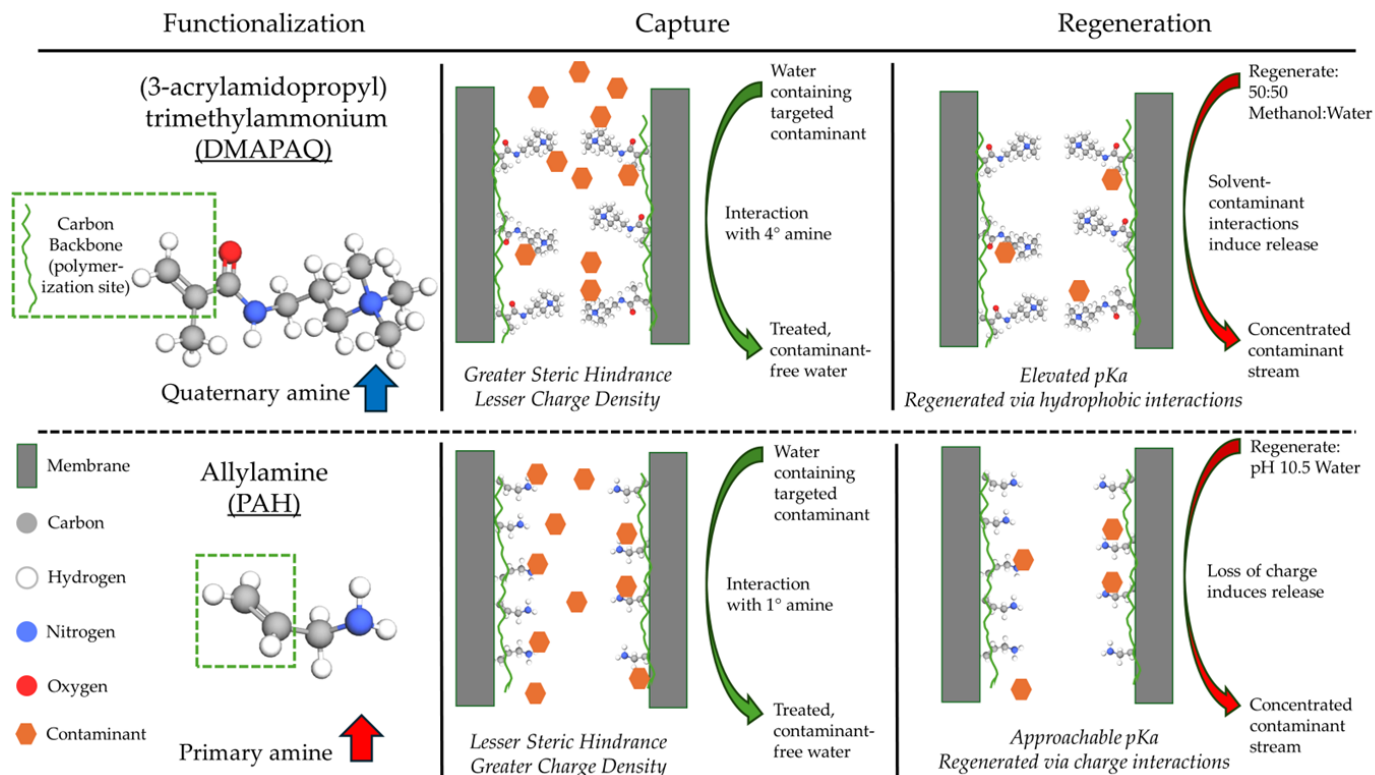 Functionalization
Capture
Regeneration
(3-acrylamidopropyl)
trimethylammonium
(DMAPAQ)
Carbon
Backbone
(polymer-
ization site)
Quaternary amine
Water
containing
targeted
contaminant
Interaction
with 4° amine
Treated,
contaminant-
free water
Greater Steric Hindrance
Lesser Charge Density
Regenerate:
50:50
Methanol:Water
Solvent-
contaminant
interactions
induce release
Concentrated
contaminant
stream
Elevated pKa
Regenerated via hydrophobic interactions
Membrane
Carbon
Hydrogen
Nitrogen
Oxygen
Contaminant
Allylamine
(PAH)
Primary amine
Water
containing
targeted
contaminant
Interaction
with 1° amine
Treated,
contaminant-
free water
Lesser Steric Hindrance
Greater Charge Density
Regenerate:
pH 10.5 Water
Loss of charge
induces release
Concentrated
contaminant
stream
Approachable pKa
Regenerated via charge interactions